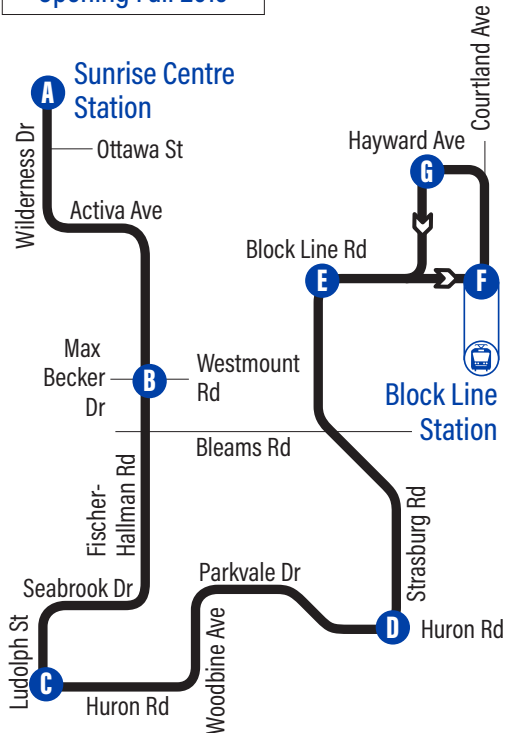 Sunrise Centre
Station
A
Wilderness Dr
Ottawa St
Activa Ave
Courtland Ave
Hayward Ave
G
Block Line Rd
E
F
Max
Becker
Dr
B
Westmount
Rd
Block Line
Station
Bleams Rd
Fischer-
Hallman Rd
Strasburg Rd
Parkvale Dr
Seabrook Dr
Ludolph St
C
Huron Rd
Woodbine Ave
D
Huron Rd